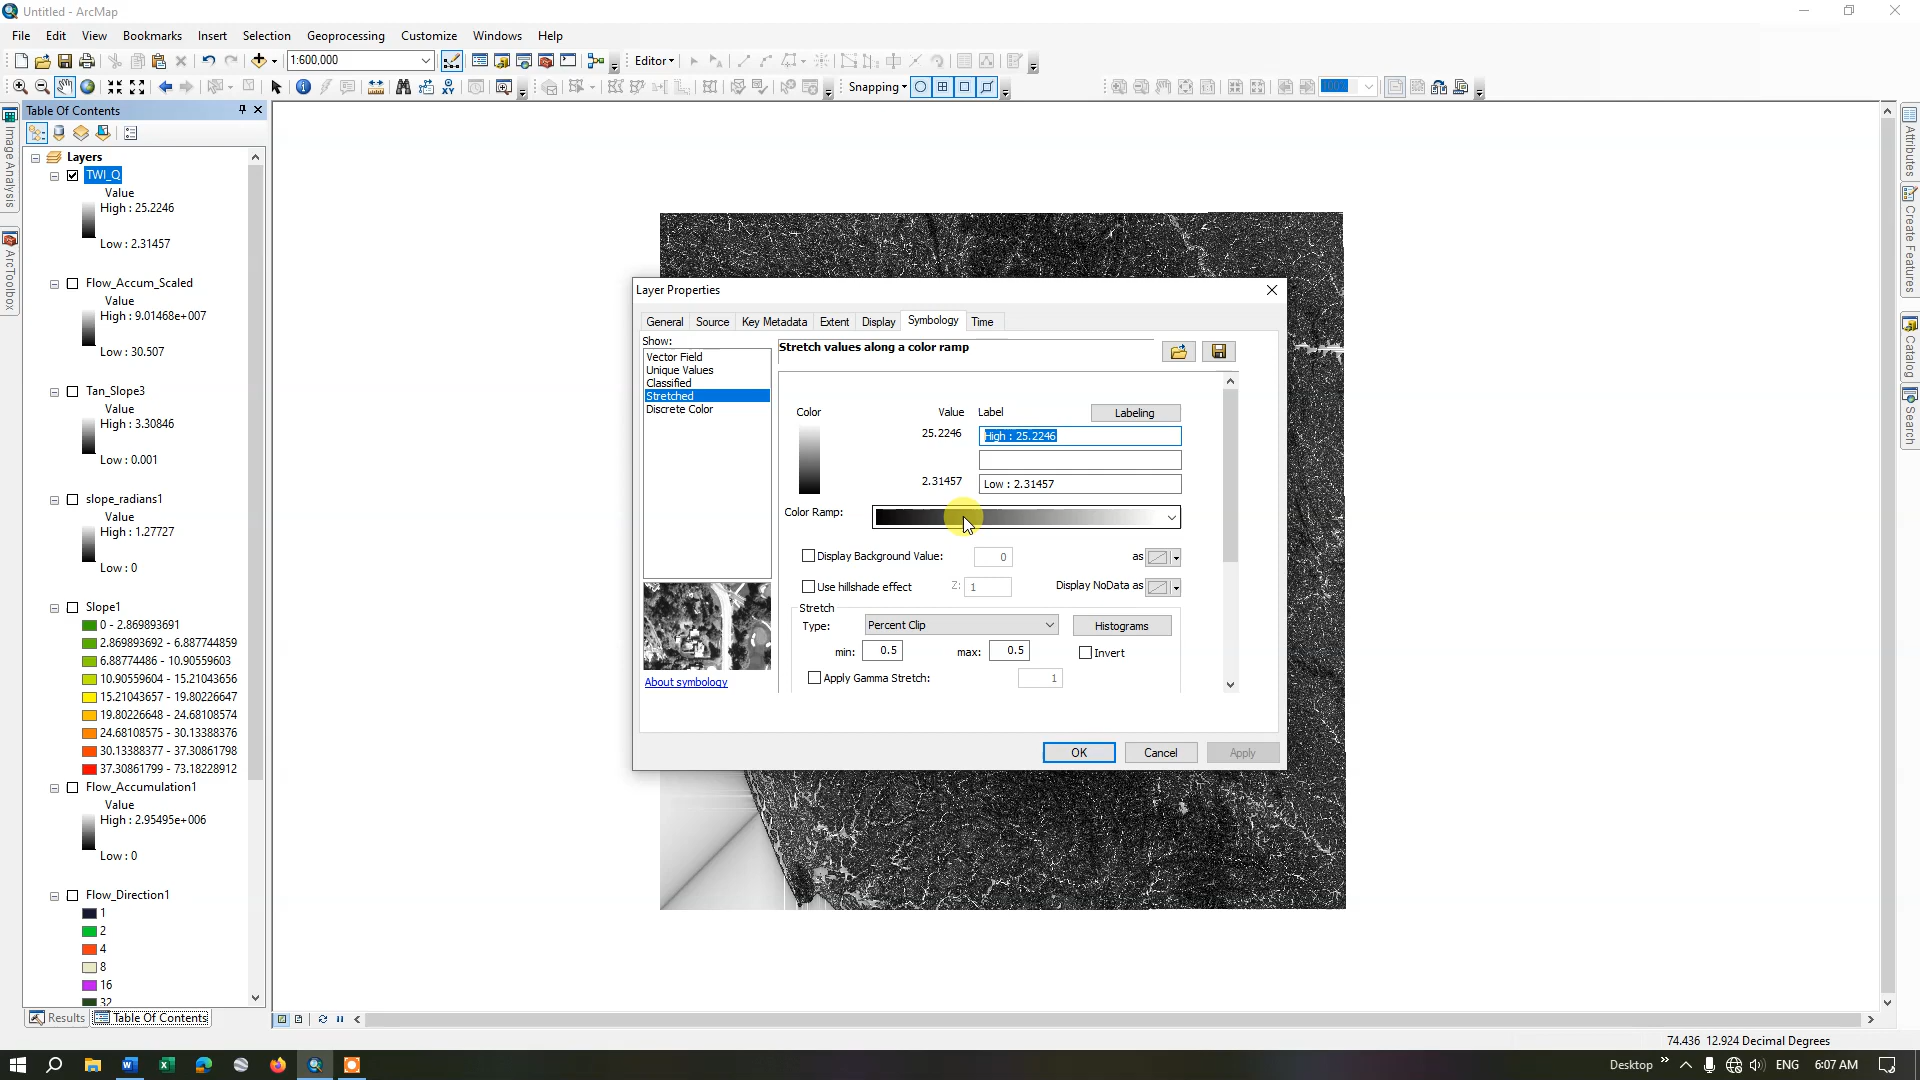 Untitled - ArcMap
File Edit View Bookmarks Insert Selection Geoprocessing Customize Windows Help
1:600,000
Editor
Snapping
100%
Table Of Contents
Image Analysis
ArcToolbox
Layers
TWI_Q
Value
High : 25.2246
Low : 2.31457
Flow_Accum_Scaled
Value
High : 9.01468e+007
Low : 30.507
Tan_Slope3
Value
High : 3.30846
Low : 0.001
slope_radians1
Value
High : 1.27727
Low : 0
Slope1
0 - 2.869893691
2.869893692 - 6.887744859
6.88774486 - 10.90559603
10.90559604 - 15.21043656
15.21043657 - 19.80226647
19.80226648 - 24.68108574
24.68108575 - 30.13388376
30.13388377 - 37.30861798
37.30861799 - 73.18228912
Flow_Accumulation1
Value
High : 2.95495e+006
Low : 0
Flow_Direction1
1
2
4
8
16
32
Results Table Of Contents
Layer Properties
General Source Key Metadata Extent Display Symbology Time
Show:
Vector Field
Unique Values
Classified
Stretched
Discrete Color
About symbology
Stretch values along a color ramp
Color Value Label Labeling
25.2246 High : 25.2246
2.31457 Low : 2.31457
Color Ramp:
Display Background Value: 0 as
Use hillshade effect Z: 1 Display NoData as
Stretch
Type: Percent Clip Histograms
min: 0.5 max: 0.5 Invert
Apply Gamma Stretch: 1
OK Cancel Apply
Attributes
Create Features
Catalog
Search
74.436 12.924 Decimal Degrees
Desktop ENG 6:07 AM